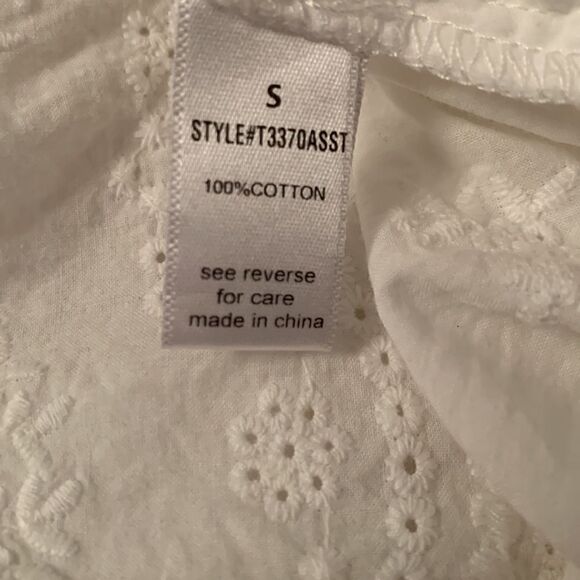 S
STYLE#T3370ASST
100%COTTON
see reverse
for care
made in china